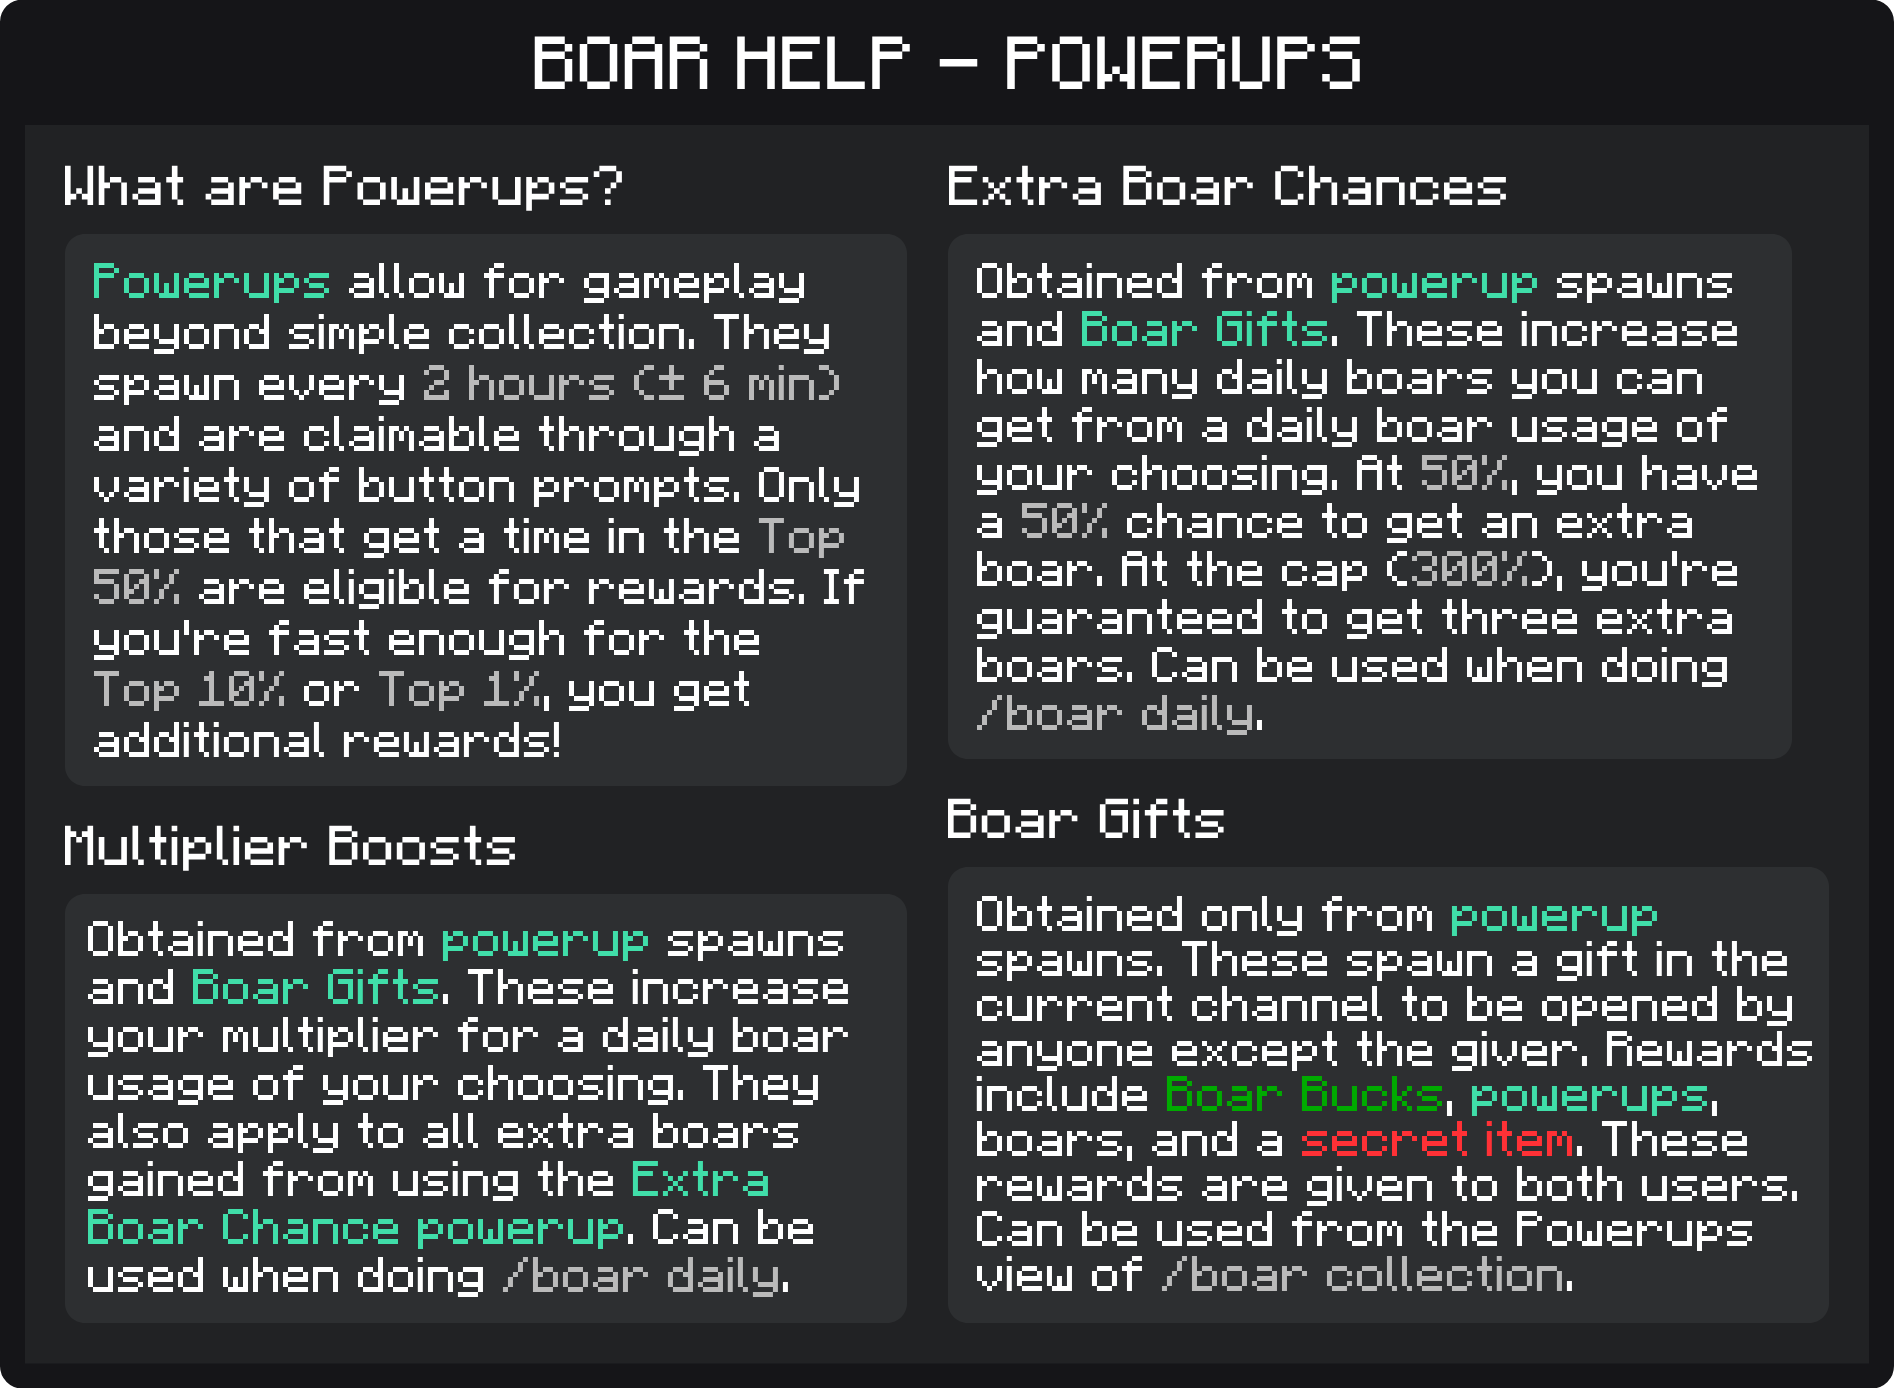 BOAR HELP - POWERUPS
What are Powerups?
Powerups allow for gameplay
beyond simple collection. They
spawn every 2 hours (± 6 min)
and are claimable through a
variety of button prompts. Only
those that get a time in the Top
50% are eligible for rewards. If
you're fast enough for the
Top 10% or Top 1%, you get
additional rewards!
Multiplier Boosts
Obtained from powerup spawns
and Boar Gifts. These increase
your multiplier for a daily boar
usage of your choosing. They
also apply to all extra boars
gained from using the Extra
Boar Chance powerup. Can be
used when doing /boar daily.
Extra Boar Chances
Obtained from powerup spawns
and Boar Gifts. These increase
how many daily boars you can
get from a daily boar usage of
your choosing. At 50%, you have
a 50% chance to get an extra
boar. At the cap (300%), you're
guaranteed to get three extra
boars. Can be used when doing
/boar daily.
Boar Gifts
Obtained only from powerup
spawns. These spawn a gift in the
current channel to be opened by
anyone except the giver. Rewards
include Boar Bucks, powerups,
boars, and a secret item. These
rewards are given to both users.
Can be used from the Powerups
view of /boar collection.